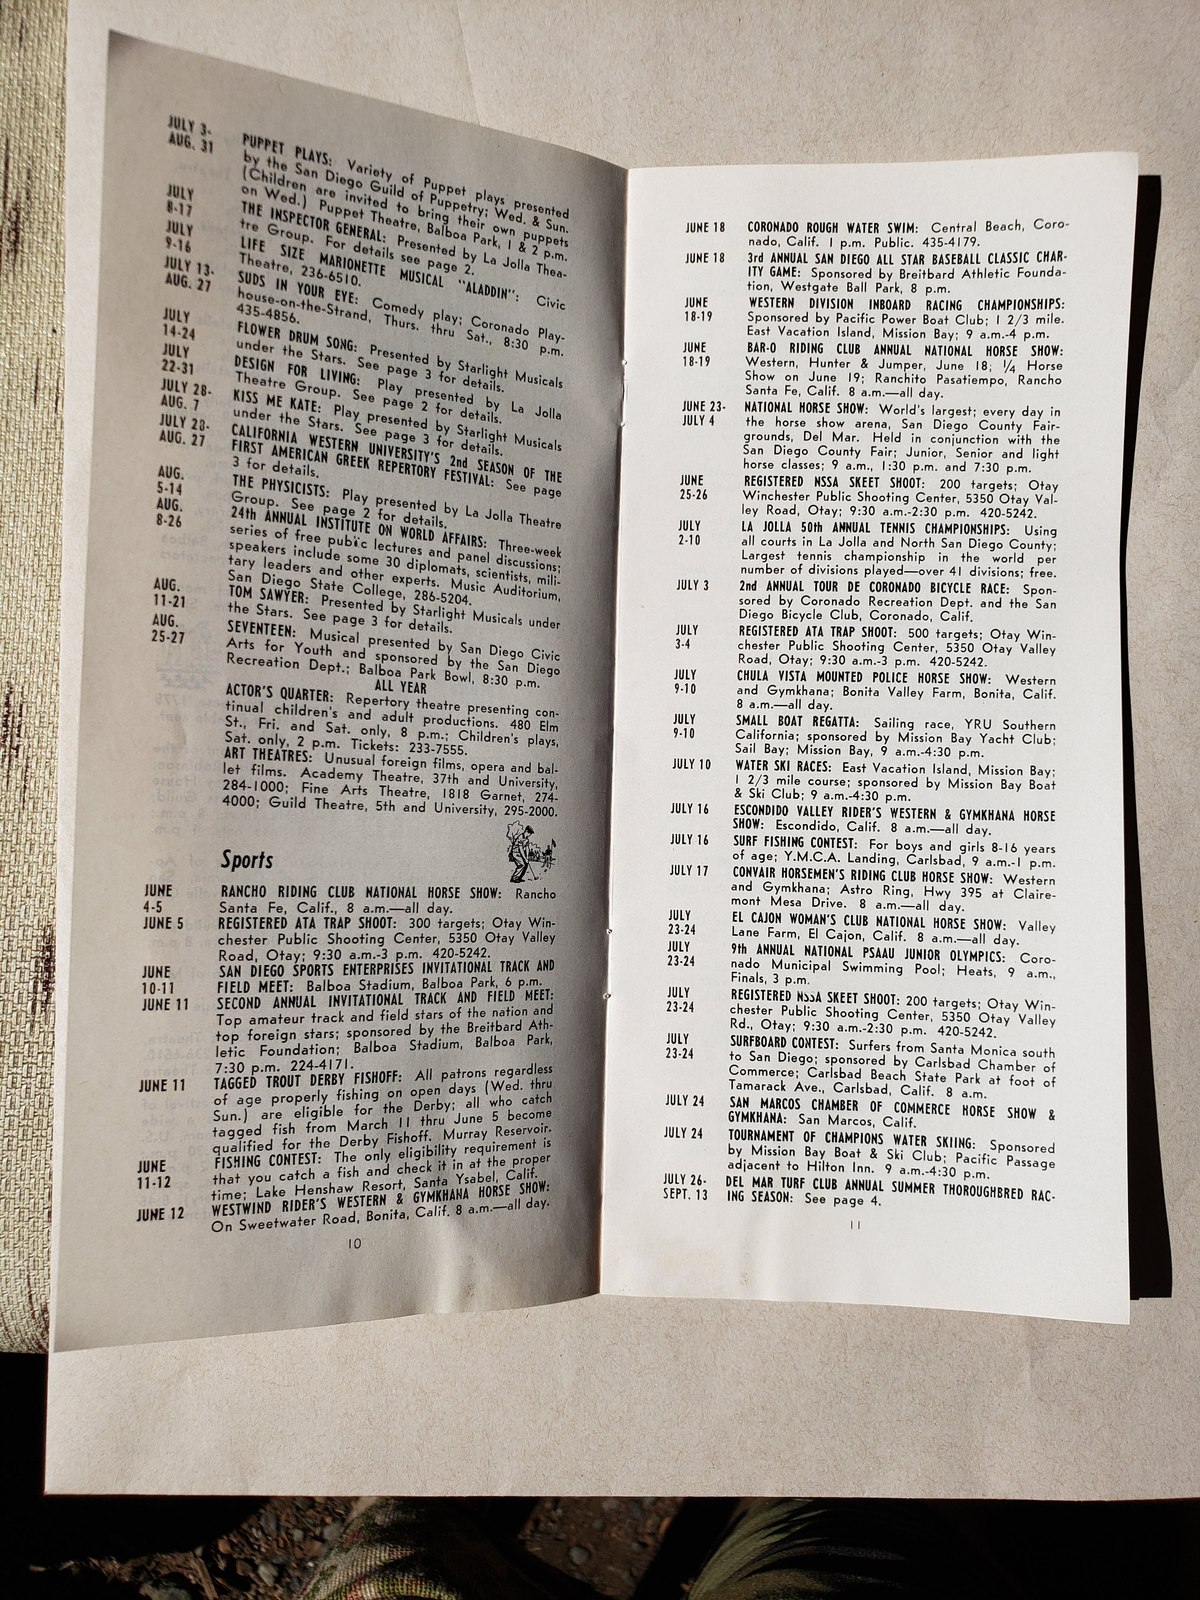 JULY 3-
AUG. 31
PUPPET PLAYS: Variety of Puppet plays presented
by the San Diego Guild of Puppetry; Wed. & Sun.
(Children are invited to bring their own puppets
on Wed.) Puppet Theatre, Balboa Park, 1 & 2 p.m.
JULY
8-17
THE INSPECTOR GENERAL: Presented by La Jolla Thea-
tre Group. For details see page 2.
JULY
9-16
LIFE SIZE MARIONETTE MUSICAL "ALADDIN": Civic
Theatre, 236-6510.
JULY 13-
AUG. 27
SUDS IN YOUR EYE: Comedy play; Coronado Play-
house-on-the-Strand, Thurs. thru Sat., 8:30 p.m.
435-4856.
JULY
14-24
FLOWER DRUM SONG: Presented by Starlight Musicals
under the Stars. See page 3 for details.
JULY
22-31
DESIGN FOR LIVING: Play presented by La Jolla
Theatre Group. See page 2 for details.
JULY 28-
AUG. 7
KISS ME KATE: Play presented by Starlight Musicals
under the Stars. See page 3 for details.
JULY 28-
AUG. 27
CALIFORNIA WESTERN UNIVERSITY'S 2nd SEASON OF THE
FIRST AMERICAN GREEK REPERTORY FESTIVAL: See page
3 for details.
AUG.
5-14
THE PHYSICISTS: Play presented by La Jolla Theatre
Group. See page 2 for details.
AUG.
8-26
24th ANNUAL INSTITUTE ON WORLD AFFAIRS: Three-week
series of free public lectures and panel discussions;
speakers include some 30 diplomats, scientists, mili-
tary leaders and other experts. Music Auditorium,
San Diego State College, 286-5204.
AUG.
11-21
TOM SAWYER: Presented by Starlight Musicals under
the Stars. See page 3 for details.
AUG.
25-27
SEVENTEEN: Musical presented by San Diego Civic
Arts for Youth and sponsored by the San Diego
Recreation Dept.; Balboa Park Bowl, 8:30 p.m.
ALL YEAR
ACTOR'S QUARTER: Repertory theatre presenting con-
tinual children's and adult productions. 480 Elm
St., Fri. and Sat. only, 8 p.m.; Children's plays,
Sat. only, 2 p.m. Tickets: 233-7555.
ART THEATRES: Unusual foreign films, opera and bal-
let films. Academy Theatre, 37th and University,
284-1000; Fine Arts Theatre, 1818 Garnet, 274-
4000; Guild Theatre, 5th and University, 295-2000.
Sports
JUNE
4-5
RANCHO RIDING CLUB NATIONAL HORSE SHOW: Rancho
Santa Fe, Calif., 8 a.m.—all day.
JUNE 5
REGISTERED ATA TRAP SHOOT: 300 targets; Otay Win-
chester Public Shooting Center, 5350 Otay Valley
Road, Otay; 9:30 a.m.-3 p.m. 420-5242.
JUNE
10-11
SAN DIEGO SPORTS ENTERPRISES INVITATIONAL TRACK AND
FIELD MEET: Balboa Stadium, Balboa Park, 6 p.m.
JUNE 11
SECOND ANNUAL INVITATIONAL TRACK AND FIELD MEET:
Top amateur track and field stars of the nation and
top foreign stars; sponsored by the Breitbard Ath-
letic Foundation; Balboa Stadium, Balboa Park,
7:30 p.m. 224-4171.
JUNE 11
TAGGED TROUT DERBY FISHOFF: All patrons regardless
of age properly fishing on open days (Wed. thru
Sun.) are eligible for the Derby; all who catch
tagged fish from March 11 thru June 5 become
qualified for the Derby Fishoff. Murray Reservoir.
JUNE
11-12
FISHING CONTEST: The only eligibility requirement is
that you catch a fish and check it in at the proper
time; Lake Henshaw Resort, Santa Ysabel, Calif.
JUNE 12
WESTWIND RIDER'S WESTERN & GYMKHANA HORSE SHOW:
On Sweetwater Road, Bonita, Calif. 8 a.m.—all day.
10
JUNE 18
CORONADO ROUGH WATER SWIM: Central Beach, Coro-
nado, Calif. 1 p.m. Public. 435-4179.
JUNE 18
3rd ANNUAL SAN DIEGO ALL STAR BASEBALL CLASSIC CHAR-
ITY GAME: Sponsored by Breitbard Athletic Founda-
tion, Westgate Ball Park, 8 p.m.
JUNE
18-19
WESTERN DIVISION INBOARD RACING CHAMPIONSHIPS:
Sponsored by Pacific Power Boat Club; 1 2/3 mile.
East Vacation Island, Mission Bay; 9 a.m.-4 p.m.
JUNE
18-19
BAR-O RIDING CLUB ANNUAL NATIONAL HORSE SHOW:
Western, Hunter & Jumper, June 18; 1/4 Horse
Show on June 19; Ranchito Pasatiempo, Rancho
Santa Fe, Calif. 8 a.m.—all day.
JUNE 23-
JULY 4
NATIONAL HORSE SHOW: World's largest; every day in
the horse show arena, San Diego County Fair-
grounds, Del Mar. Held in conjunction with the
San Diego County Fair; Junior, Senior and light
horse classes; 9 a.m., 1:30 p.m. and 7:30 p.m.
JUNE
25-26
REGISTERED NSSA SKEET SHOOT: 200 targets; Otay
Winchester Public Shooting Center, 5350 Otay Val-
ley Road, Otay; 9:30 a.m.-2:30 p.m. 420-5242.
JULY
2-10
LA JOLLA 50th ANNUAL TENNIS CHAMPIONSHIPS: Using
all courts in La Jolla and North San Diego County;
Largest tennis championship in the world per
number of divisions played—over 41 divisions; free.
JULY 3
2nd ANNUAL TOUR DE CORONADO BICYCLE RACE: Spon-
sored by Coronado Recreation Dept. and the San
Diego Bicycle Club, Coronado, Calif.
JULY
3-4
REGISTERED ATA TRAP SHOOT: 500 targets; Otay Win-
chester Public Shooting Center, 5350 Otay Valley
Road, Otay; 9:30 a.m.-3 p.m. 420-5242.
JULY
9-10
CHULA VISTA MOUNTED POLICE HORSE SHOW: Western
and Gymkhana; Bonita Valley Farm, Bonita, Calif.
8 a.m.—all day.
JULY
9-10
SMALL BOAT REGATTA: Sailing race, YRU Southern
California; sponsored by Mission Bay Yacht Club;
Sail Bay; Mission Bay, 9 a.m.-4:30 p.m.
JULY 10
WATER SKI RACES: East Vacation Island, Mission Bay;
1 2/3 mile course; sponsored by Mission Bay Boat
& Ski Club; 9 a.m.-4:30 p.m.
JULY 16
ESCONDIDO VALLEY RIDER'S WESTERN & GYMKHANA HORSE
SHOW: Escondido, Calif. 8 a.m.—all day.
JULY 16
SURF FISHING CONTEST: For boys and girls 8-16 years
of age; Y.M.C.A. Landing, Carlsbad, 9 a.m.-1 p.m.
JULY 17
CONVAIR HORSEMEN'S RIDING CLUB HORSE SHOW: Western
and Gymkhana; Astro Ring, Hwy 395 at Claire-
mont Mesa Drive. 8 a.m.—all day.
JULY
23-24
EL CAJON WOMAN'S CLUB NATIONAL HORSE SHOW: Valley
Lane Farm, El Cajon, Calif. 8 a.m.—all day.
JULY
23-24
9th ANNUAL NATIONAL PSAAU JUNIOR OLYMPICS: Coro-
nado Municipal Swimming Pool; Heats, 9 a.m.,
Finals, 3 p.m.
JULY
23-24
REGISTERED NSSA SKEET SHOOT: 200 targets; Otay Win-
chester Public Shooting Center, 5350 Otay Valley
Rd., Otay; 9:30 a.m.-2:30 p.m. 420-5242.
JULY
23-24
SURFBOARD CONTEST: Surfers from Santa Monica south
to San Diego; sponsored by Carlsbad Chamber of
Commerce; Carlsbad Beach State Park at foot of
Tamarack Ave., Carlsbad, Calif. 8 a.m.
JULY 24
SAN MARCOS CHAMBER OF COMMERCE HORSE SHOW &
GYMKHANA: San Marcos, Calif.
JULY 24
TOURNAMENT OF CHAMPIONS WATER SKIING: Sponsored
by Mission Bay Boat & Ski Club; Pacific Passage
adjacent to Hilton Inn. 9 a.m.-4:30 p.m.
JULY 26-
SEPT. 13
DEL MAR TURF CLUB ANNUAL SUMMER THOROUGHBRED RAC-
ING SEASON: See page 4.
11